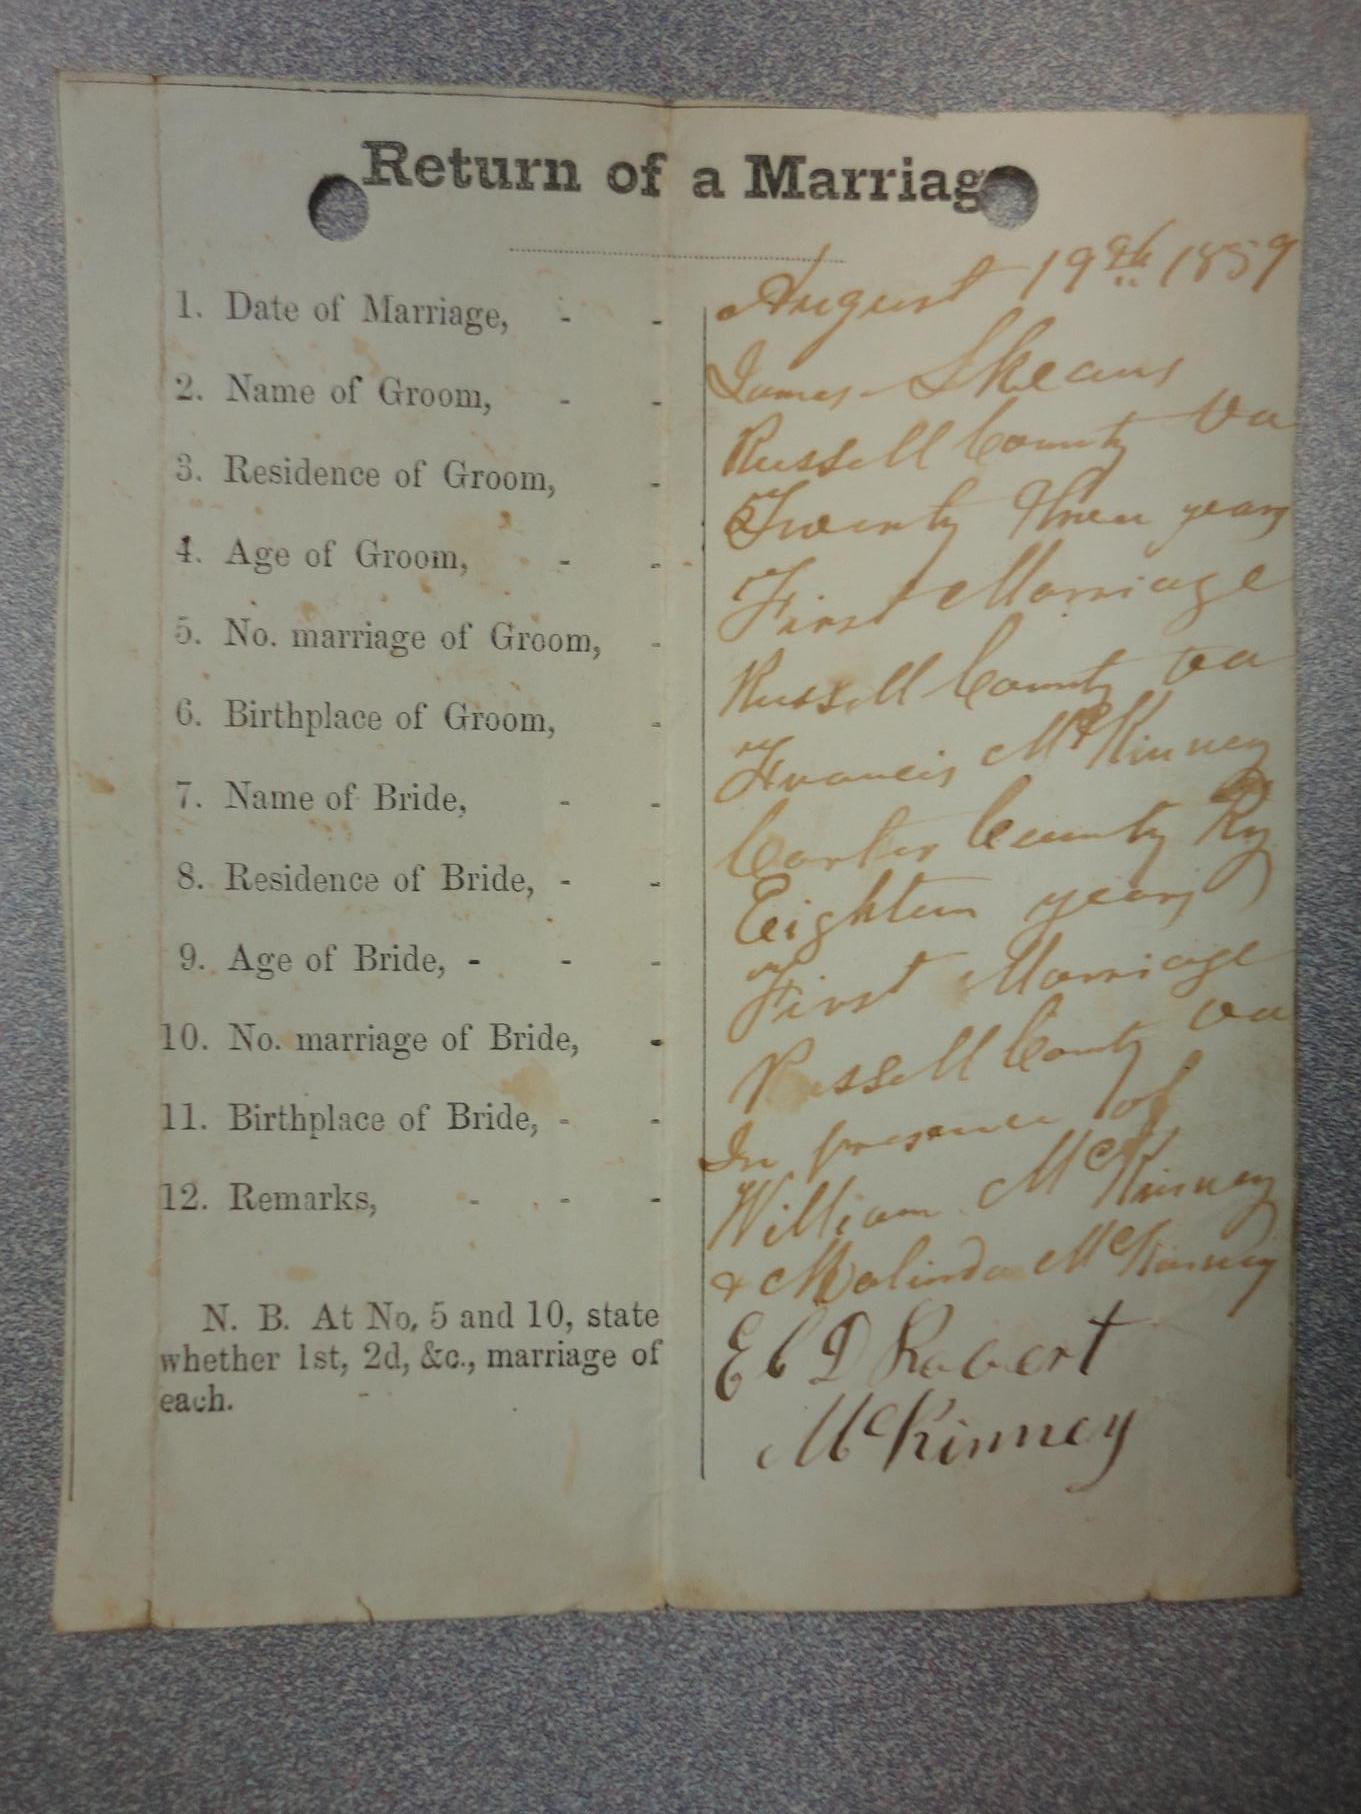 Return of a Marriag
1. Date of Marriage, - - August 19th 1859
2. Name of Groom, - - James Skeans
3. Residence of Groom, - Russell County Va
4. Age of Groom, - - Twenty Three years
5. No. marriage of Groom, - First Marriage
6. Birthplace of Groom, - Russell County Va
7. Name of Bride, - - Francis McKinney
8. Residence of Bride, - - Carter County Ky
9. Age of Bride, - - - Eighteen years
10. No. marriage of Bride, - First Marriage
11. Birthplace of Bride, - - Russell County Va
12. Remarks, - - - In presence of
William McKinney
& Malinda McKinney
N. B. At No. 5 and 10, state
whether 1st, 2d, &c., marriage of
each.
E C D Robert
McKinney